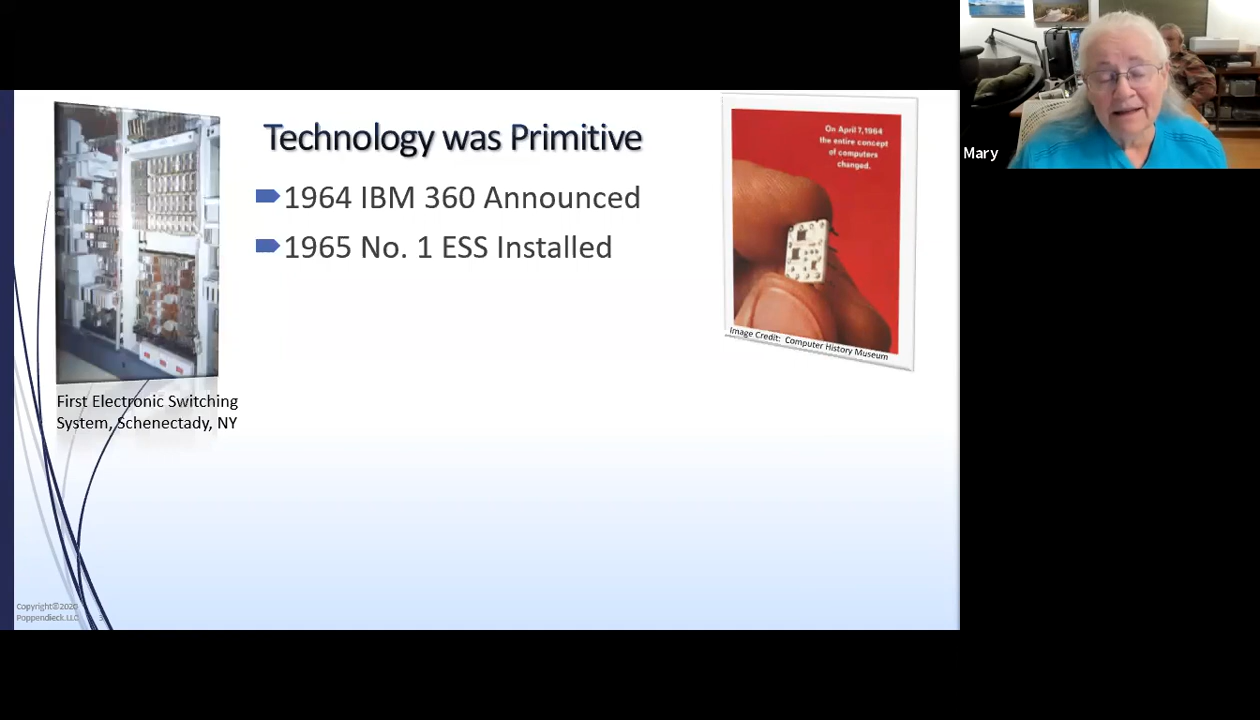 Technology was Primitive
1964 IBM 360 Announced
1965 No. 1 ESS Installed
On April 7, 1964
the entire concept
of computers
changed.
Image Credit: Computer History Museum
First Electronic Switching
System, Schenectady, NY
Copyright©2020
Poppendieck.LLC
3
Mary